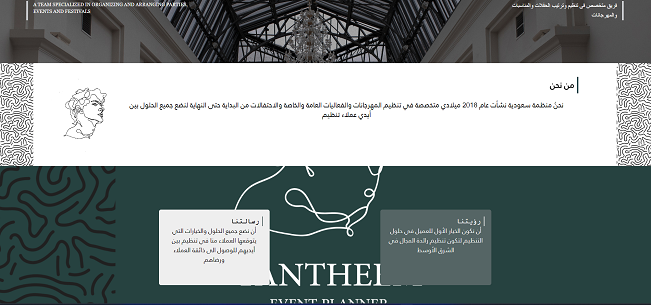 A TEAM SPECIALIZED IN ORGANIZING AND ARRANGING PARTIES,
EVENTS AND FESTIVALS
فريق متخصص في تنظيم وترتيب الحفلات والمناسبات
والمهرجانات
من نحن
نحنُ منظمة سعودية نشأت عام 2018 ميلادي متخصصة في تنظيم المهرجانات والفعاليات العامة والخاصة والاحتفالات من البداية حتى النهاية لنضع جميع الحلول بين
أيدي عملاء تنظيم
رؤيتنا
أن نكون الخيار الأول للعميل في حلول
التنظيم لنكون تنظيم رائدة المجال في
الشرق الأوسط
رسالتنا
أن نضع جميع الحلول والخيارات التي
يتوقعها العملاء منا في تنظيم بين
أيديهم للوصول الى ذائقة العملاء
ورضاهم
EVENT PLANNER